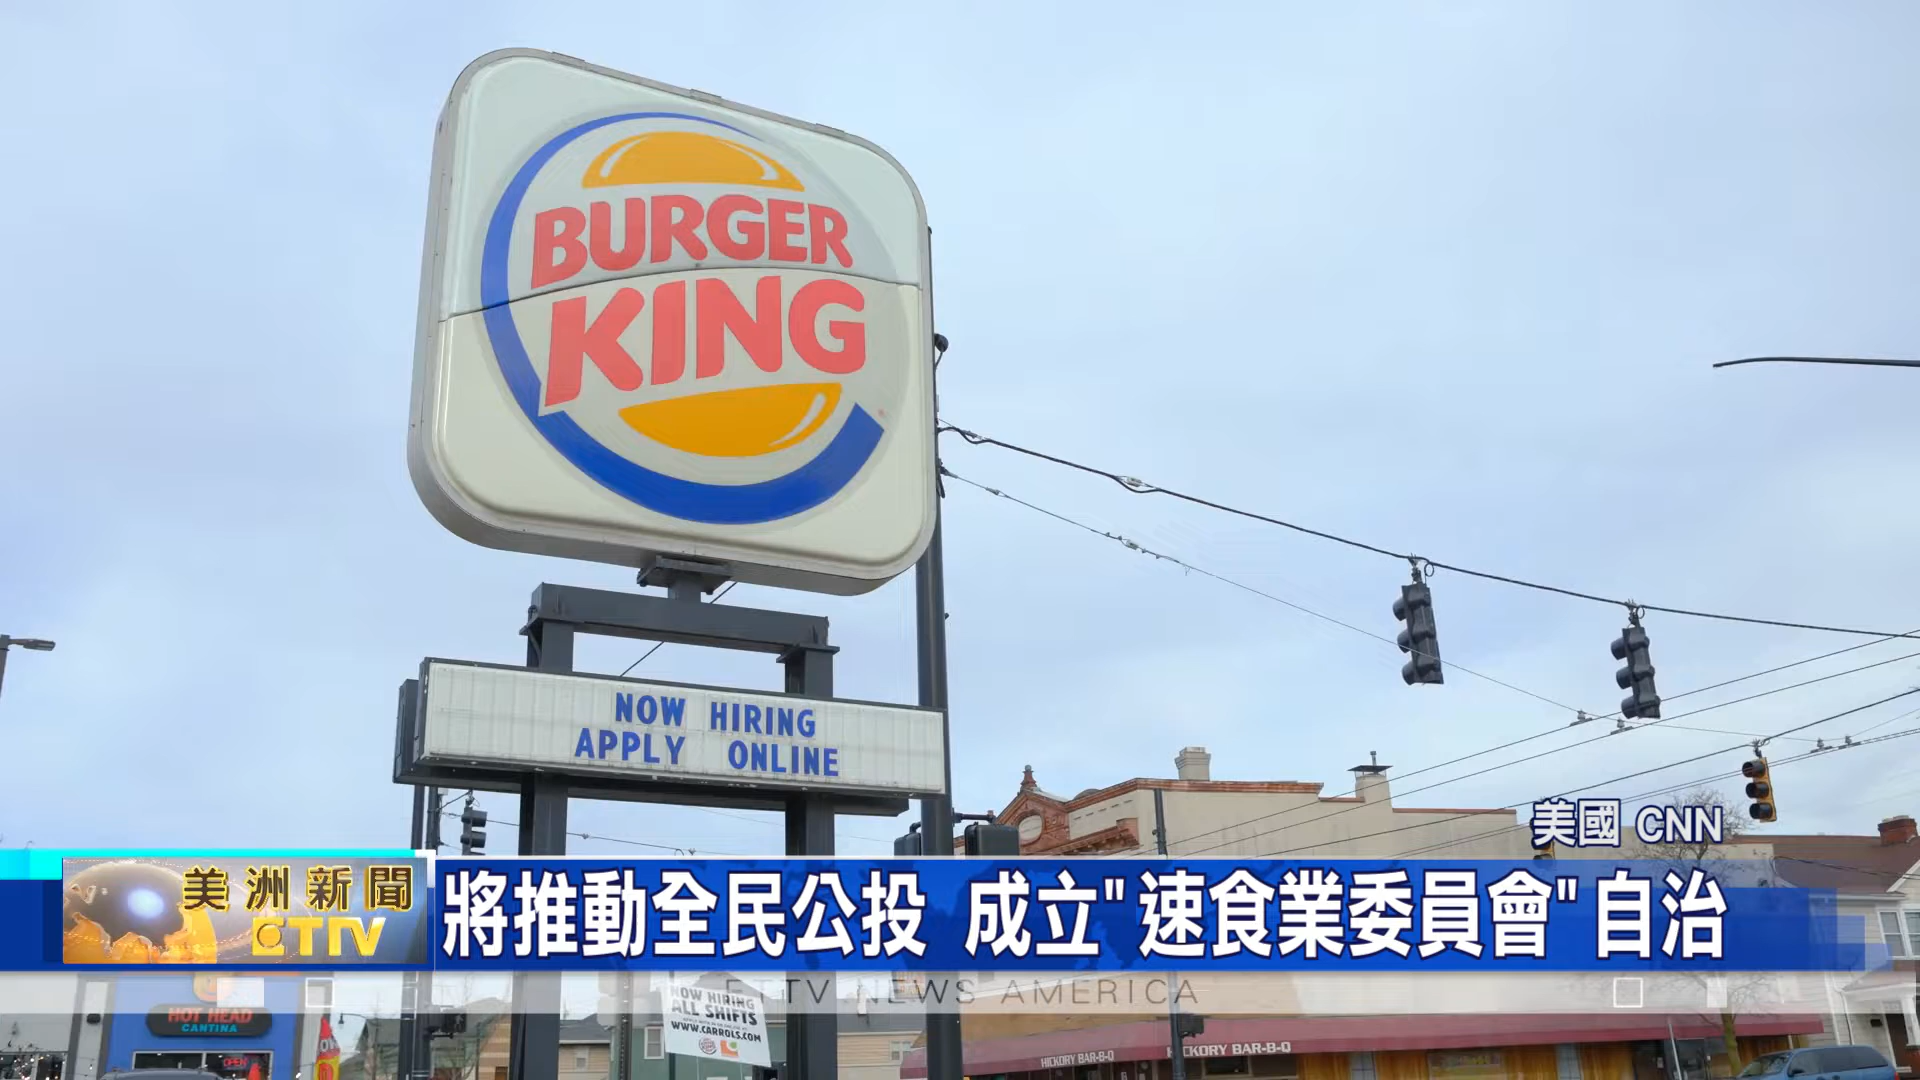 BURGER
KING
NOW HIRING
APPLY ONLINE
美國 CNN
美洲新聞
ETTV
將推動全民公投 成立"速食業委員會"自治
ETTV NEWS AMERICA
HOT HEAD
CANTINA
OPEN
NOW HIRING
ALL SHIFTS
WWW.CARROLS.COM
HICKORY BAR-B-Q
HICKORY BAR-B-Q